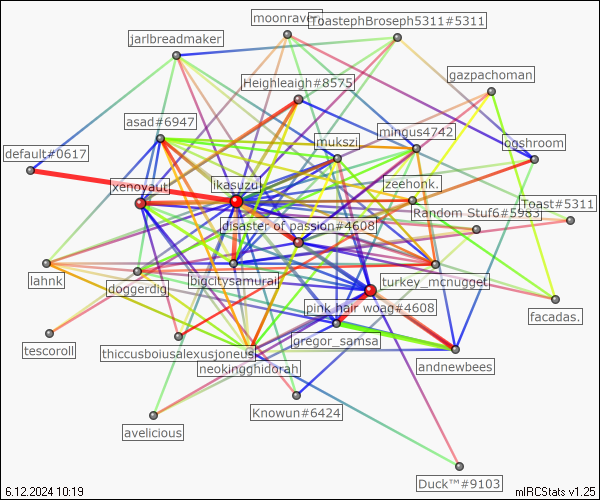 moonraver
ToastephBroseph5311#5311
jarlbreadmaker
gazpachoman
Heighleaigh#8575
asad#6947
mingus4742
mukszi
ogshroom
default#0617
xenoyaut
ikasuzul
zeehonk.
Toast#5311
Random Stuf6#5983
disaster of passion#4608
lahnk
doggerdig
bigcitysamurai
turkey_mcnugget
pink hair woag#4608
facadas.
gregor_samsa
tescoroll
thiccusboiusalexusjoneus
neokingghidorah
andnewbees
Knowun#6424
avelicious
Duck™#9103
6.12.2024 10:19
mIRCStats v1.25